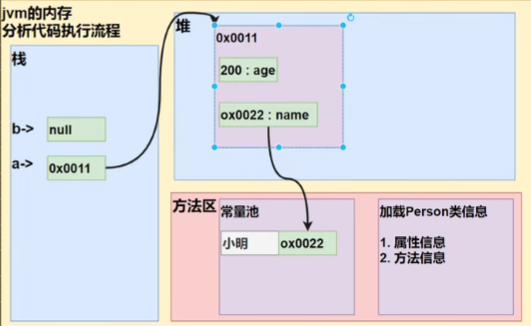 jvm的内存
分析代码执行流程
栈
b->
null
a->
0x0011
堆
0x0011
200 : age
ox0022 : name
方法区
常量池
小明
ox0022
加载Person类信息
1. 属性信息
2. 方法信息